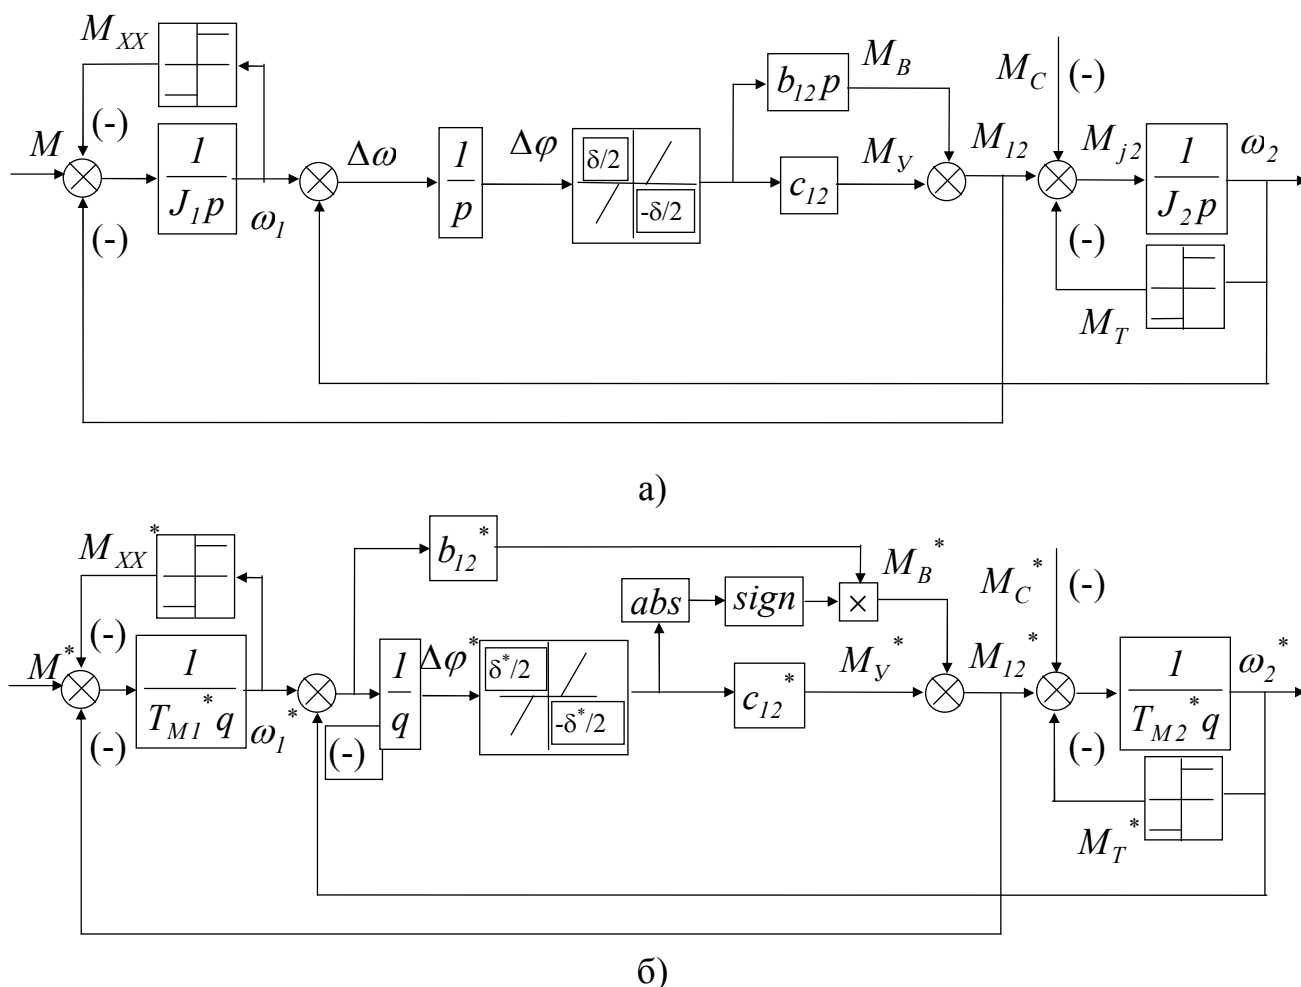 M_XX
M_B
M_C (-)
b_12 p
(-)
M 1/(J_1 p) Δω 1/p Δφ δ/2 -δ/2 c_12 M_У M_12 M_j2 1/(J_2 p) ω_2
(-) ω_1 (-)
M_T
а)
M_XX^* b_12^* M_B^* M_C^* (-)
abs sign ×
(-)
M^* 1/(T_M1^* q) 1/q Δφ^* δ^*/2 -δ^*/2 c_12^* M_У^* M_12^* 1/(T_M2^* q) ω_2^*
(-) ω_1^* (-) (-)
M_T^*
б)